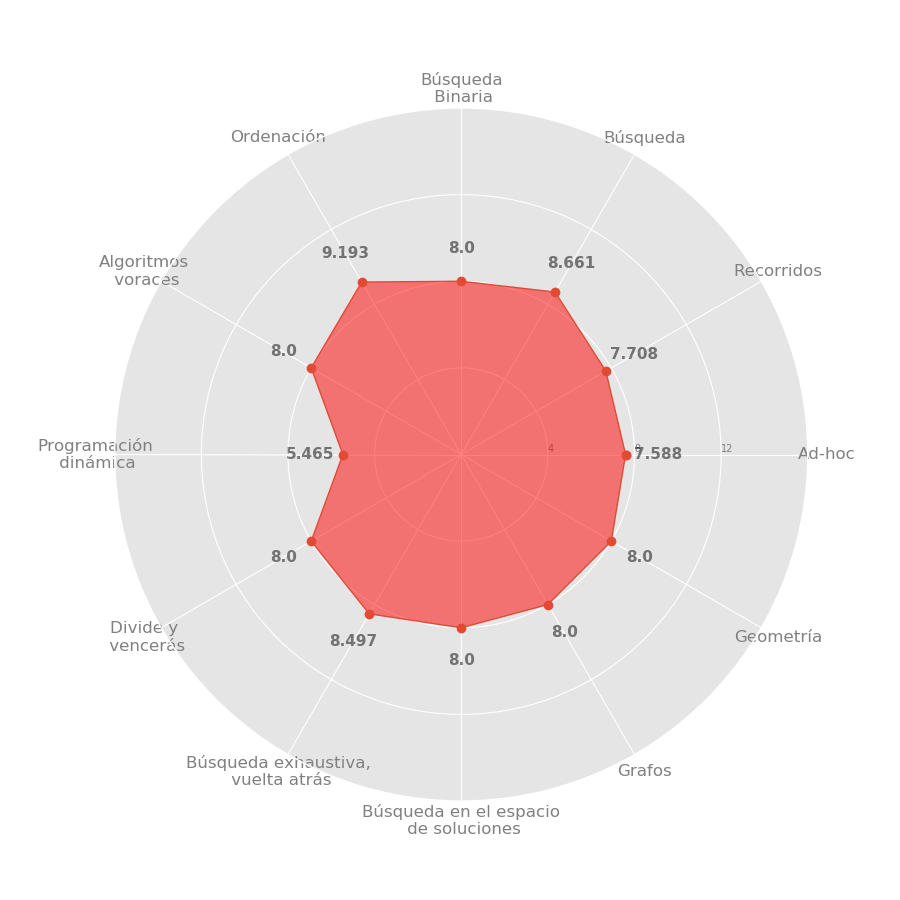 Búsqueda
Binaria
Ordenación
Búsqueda
9.193
8.0
8.661
Algoritmos
voraces
Recorridos
8.0
7.708
Programación
dinámica
5.465
4
8
12
7.588
Ad-hoc
8.0
8.0
Divide y
vencerás
8.497
8.0
8.0
Geometría
Búsqueda exhaustiva,
vuelta atrás
Grafos
Búsqueda en el espacio
de soluciones